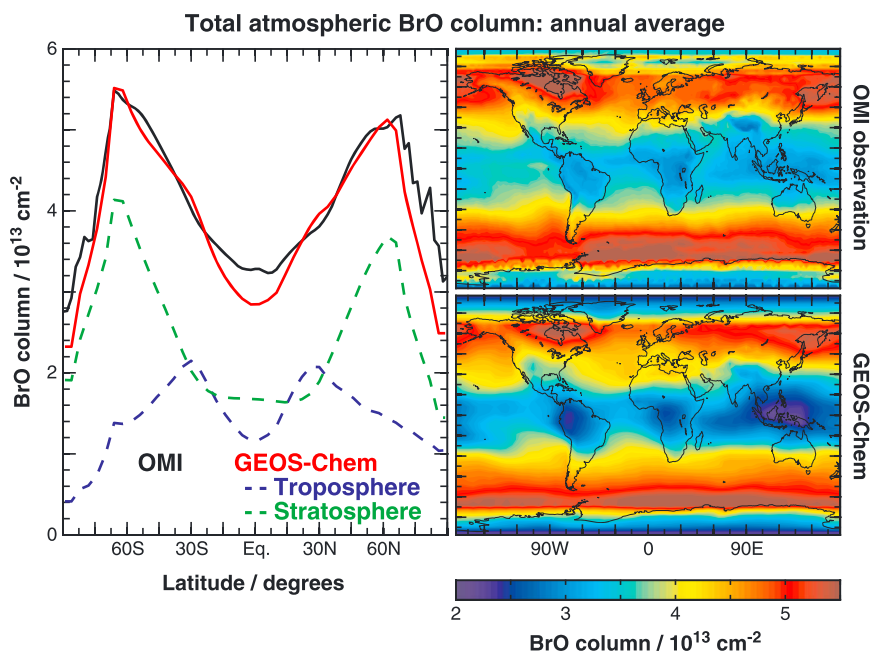 Total atmospheric BrO column: annual average
BrO column / 10¹³ cm⁻²
6
4
2
0
OMI
GEOS-Chem
Troposphere
Stratosphere
60S 30S Eq. 30N 60N
Latitude / degrees
OMI observation
GEOS-Chem
90W 0 90E
2 3 4 5
BrO column / 10¹³ cm⁻²